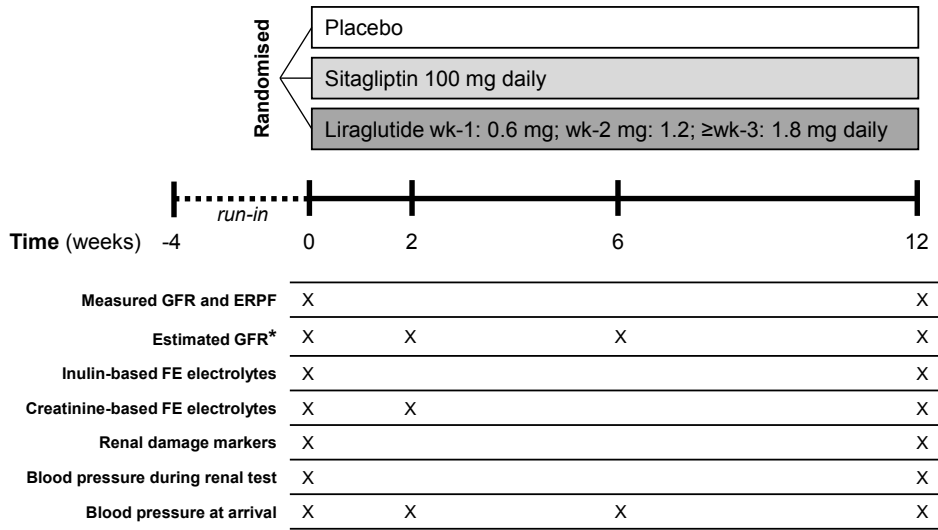 Randomised
Placebo
Sitagliptin 100 mg daily
Liraglutide wk-1: 0.6 mg; wk-2 mg: 1.2; ≥wk-3: 1.8 mg daily
run-in
Time (weeks) -4 0 2 6 12
Measured GFR and ERPF X X
Estimated GFR* X X X X
Inulin-based FE electrolytes X X
Creatinine-based FE electrolytes X X X
Renal damage markers X X
Blood pressure during renal test X X
Blood pressure at arrival X X X X